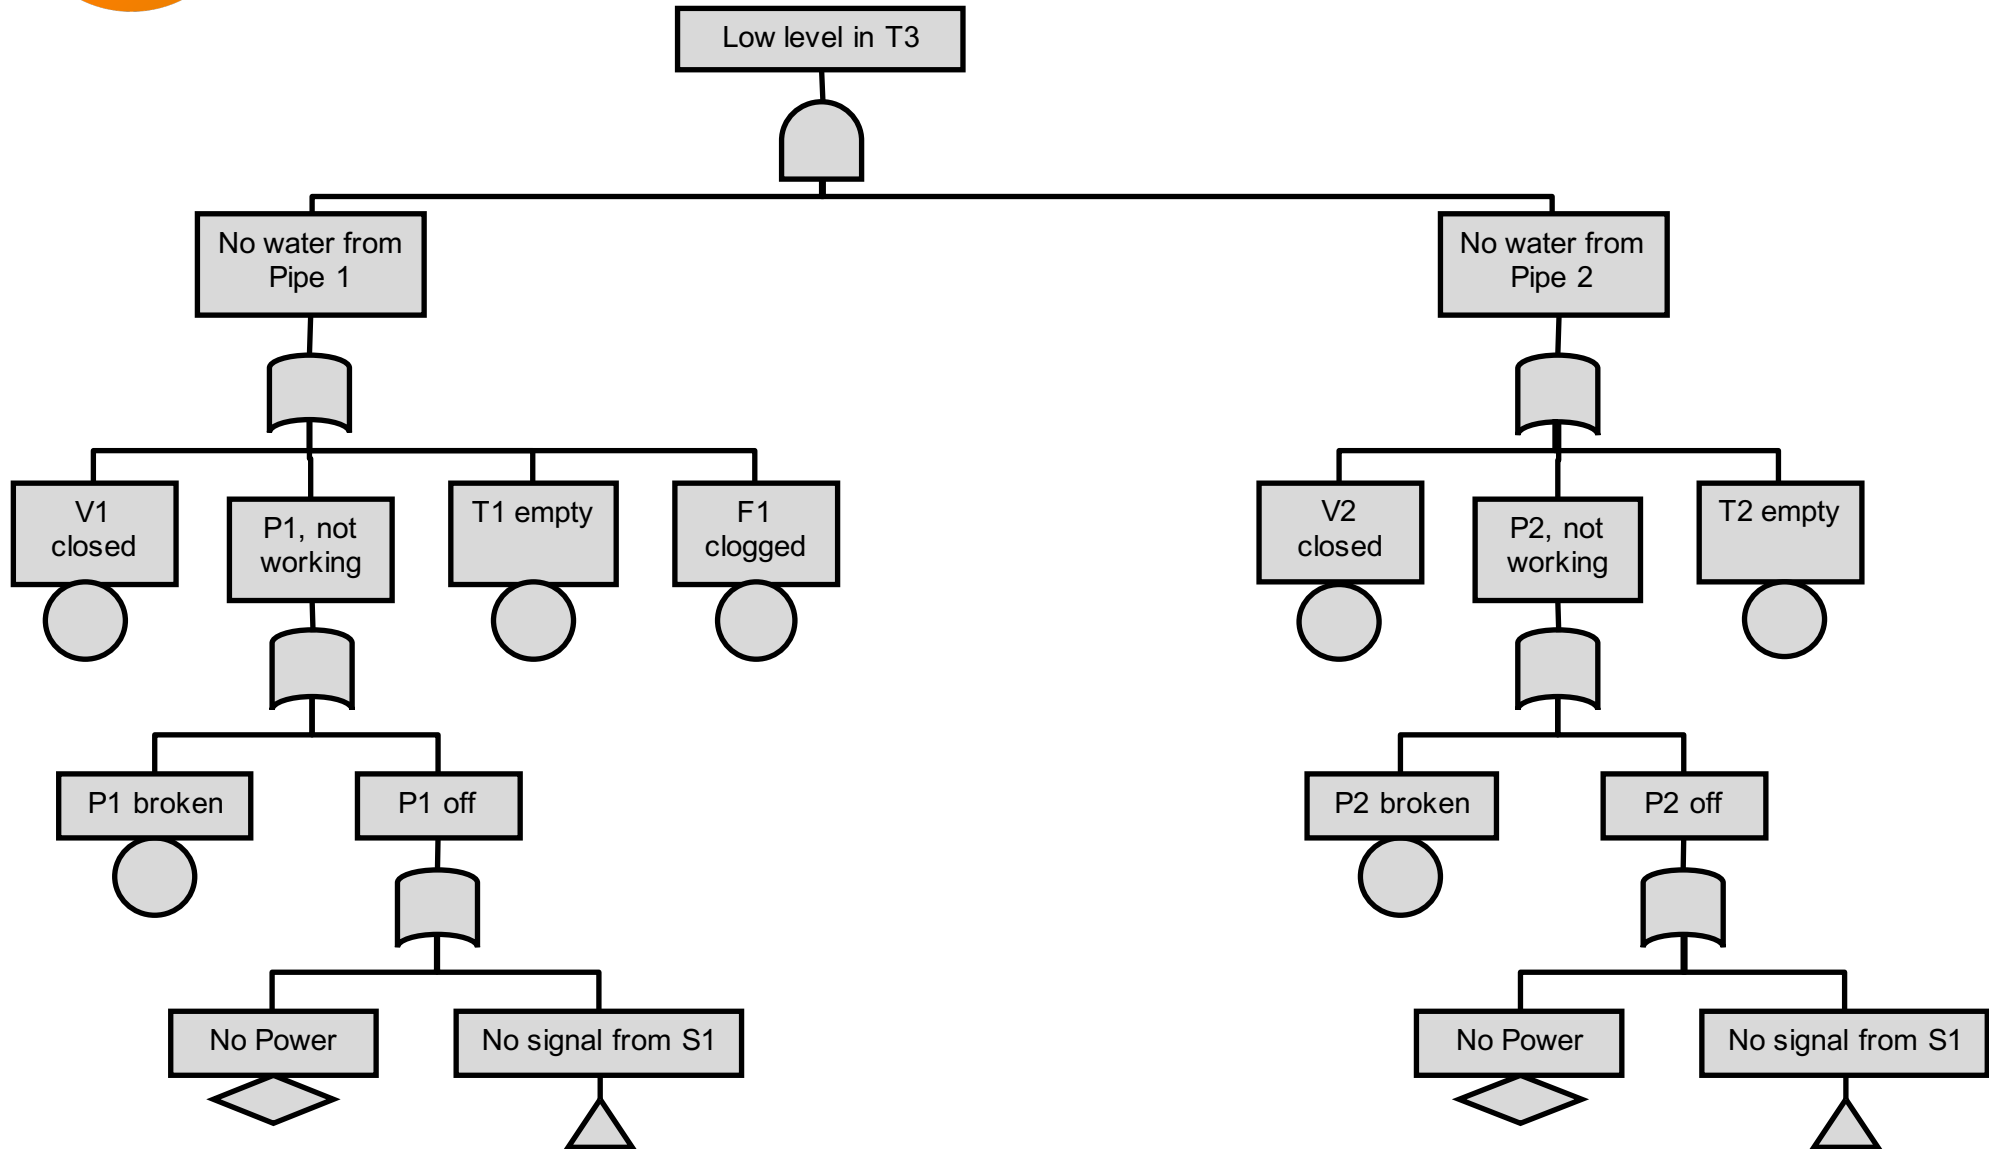 Low level in T3
No water from
Pipe 1
No water from
Pipe 2
V1
closed
P1, not
working
T1 empty
F1
clogged
V2
closed
P2, not
working
T2 empty
P1 broken
P1 off
P2 broken
P2 off
No Power
No signal from S1
No Power
No signal from S1